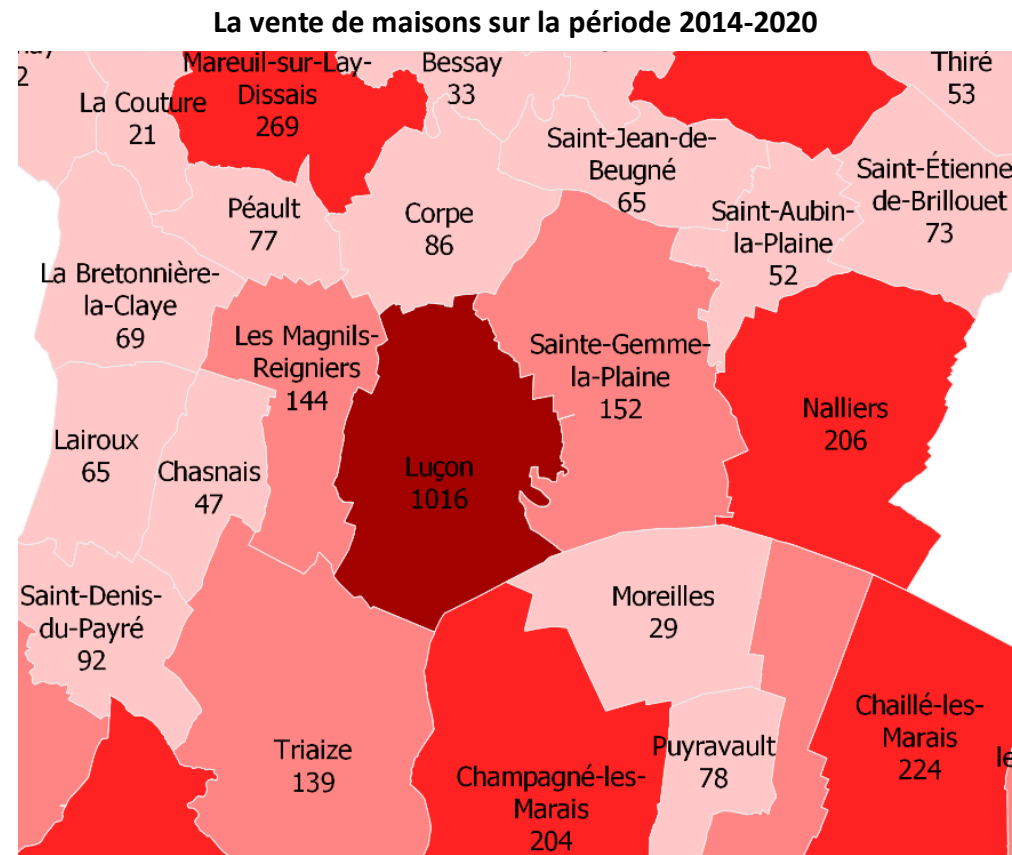 La vente de maisons sur la période 2014-2020
2
Mareuil-sur-Lay-
Dissais
269
Bessay
33
Thiré
53
La Couture
21
Saint-Jean-de-
Beugné
65
Saint-Étienne
de-Brillouet
73
Péault
77
Corpe
86
Saint-Aubin-
la-Plaine
52
La Bretonnière-
la-Claye
69
Les Magnils-
Reigniers
144
Sainte-Gemme-
la-Plaine
152
Nalliers
206
Lairoux
65
Chasnais
47
Luçon
1016
Saint-Denis-
du-Payré
92
Moreilles
29
Triaize
139
Champagné-les-
Marais
204
Puyravault
78
Chaillé-les-
Marais
224
le